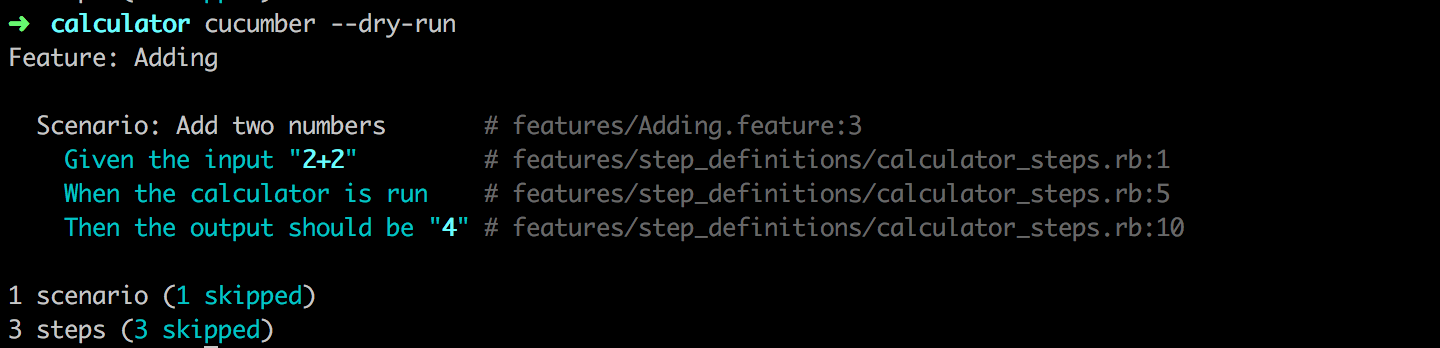 ➜ calculator cucumber --dry-run
Feature: Adding
Scenario: Add two numbers # features/Adding.feature:3
Given the input "2+2" # features/step_definitions/calculator_steps.rb:1
When the calculator is run # features/step_definitions/calculator_steps.rb:5
Then the output should be "4" # features/step_definitions/calculator_steps.rb:10
1 scenario (1 skipped)
3 steps (3 skipped)